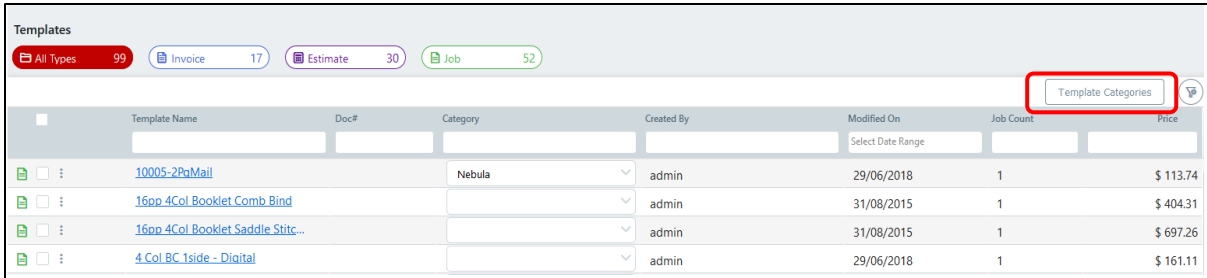 Templates
All Types 99 Invoice 17 Estimate 30 Job 52
Template Categories
Template Name Doc# Category Created By Modified On Job Count Price
Select Date Range
10005-2PgMail Nebula admin 29/06/2018 1 $ 113.74
16pp 4Col Booklet Comb Bind admin 31/08/2015 1 $ 404.31
16pp 4Col Booklet Saddle Stitc... admin 31/08/2015 1 $ 697.26
4 Col BC 1side - Digital admin 29/06/2018 1 $ 161.11